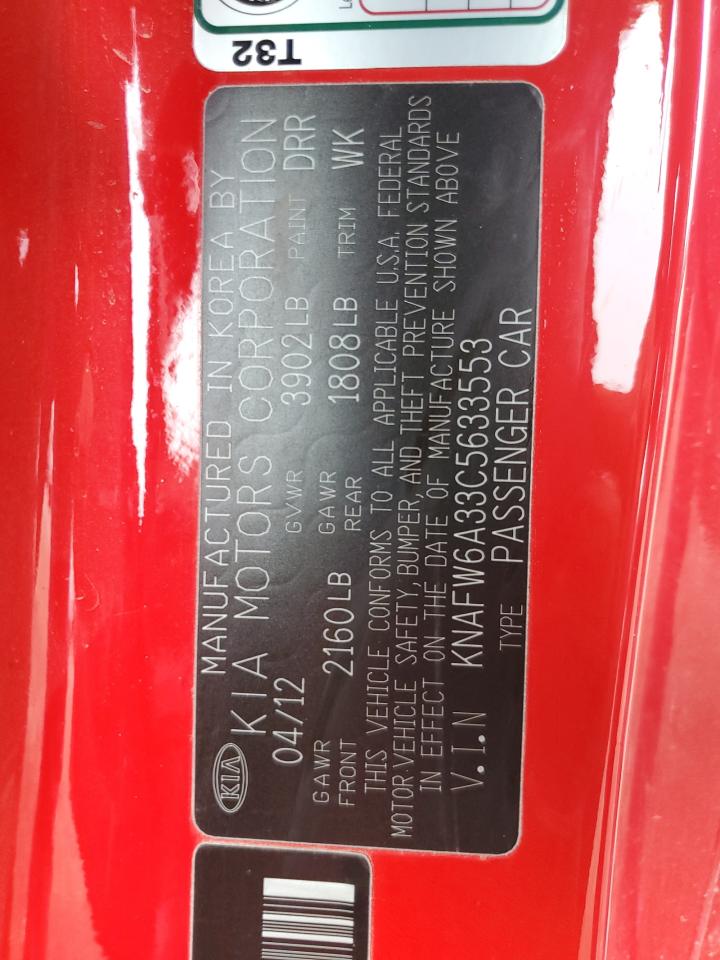 T32
MANUFACTURED IN KOREA BY
KIA KIA MOTORS CORPORATION
04/12 GVWR 3902LB PAINT DRR
GAWR FRONT 2160LB GAWR REAR 1808LB TRIM WK
THIS VEHICLE CONFORMS TO ALL APPLICABLE U.S.A. FEDERAL
MOTOR VEHICLE SAFETY, BUMPER, AND THEFT PREVENTION STANDARDS
IN EFFECT ON THE DATE OF MANUFACTURE SHOWN ABOVE
V.I.N KNAFW6A33C5633553
TYPE PASSENGER CAR